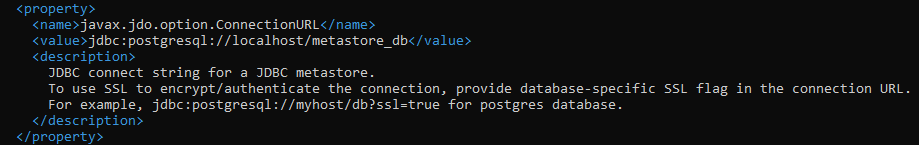 <property>
<name>javax.jdo.option.ConnectionURL</name>
<value>jdbc:postgresql://localhost/metastore_db</value>
<description>
JDBC connect string for a JDBC metastore.
To use SSL to encrypt/authenticate the connection, provide database-specific SSL flag in the connection URL.
For example, jdbc:postgresql://myhost/db?ssl=true for postgres database.
</description>
</property>